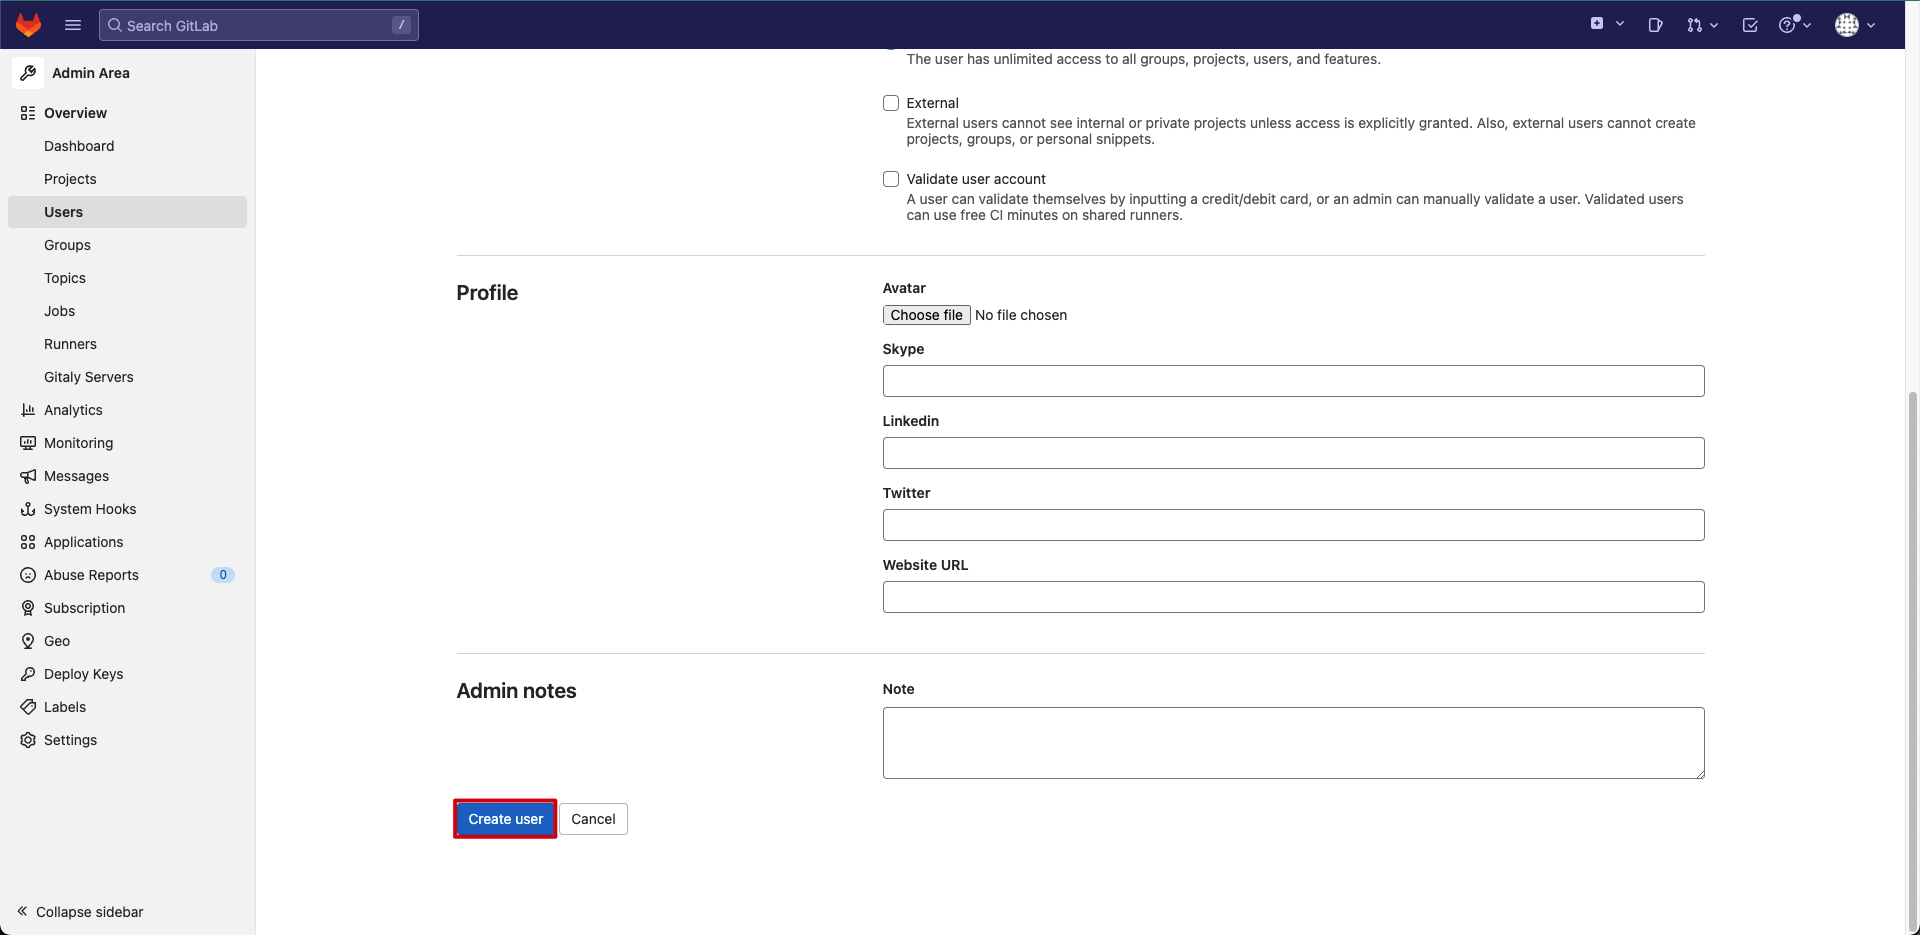 Search GitLab
/
Admin Area
Overview
Dashboard
Projects
Users
Groups
Topics
Jobs
Runners
Gitaly Servers
Analytics
Monitoring
Messages
System Hooks
Applications
Abuse Reports 0
Subscription
Geo
Deploy Keys
Labels
Settings
Collapse sidebar
The user has unlimited access to all groups, projects, users, and features.
External
External users cannot see internal or private projects unless access is explicitly granted. Also, external users cannot create
projects, groups, or personal snippets.
Validate user account
A user can validate themselves by inputting a credit/debit card, or an admin can manually validate a user. Validated users
can use free CI minutes on shared runners.
Profile
Avatar
Choose file No file chosen
Skype
Linkedin
Twitter
Website URL
Admin notes
Note
Create user Cancel